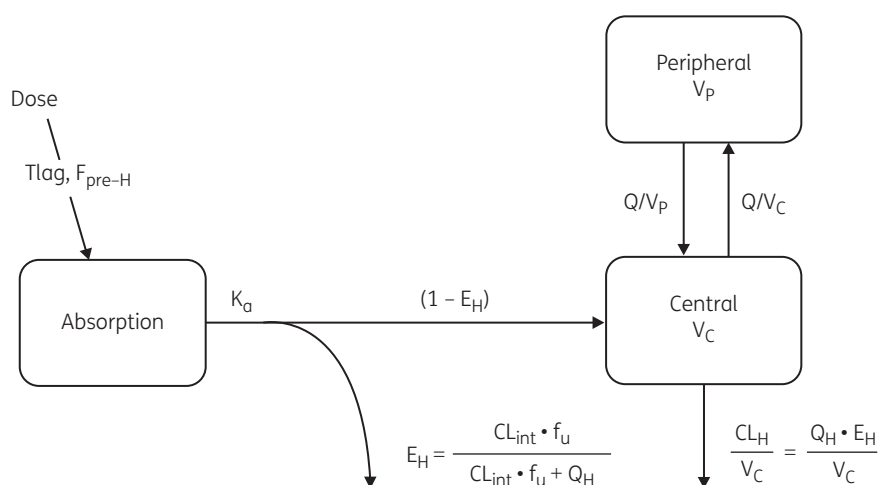 Peripheral
V_P
Dose
Tlag, F_pre–H
Q/V_P
Q/V_C
Absorption
K_a
(1 – E_H)
Central
V_C
E_H = CL_int • f_u / CL_int • f_u + Q_H
CL_H / V_C = Q_H • E_H / V_C